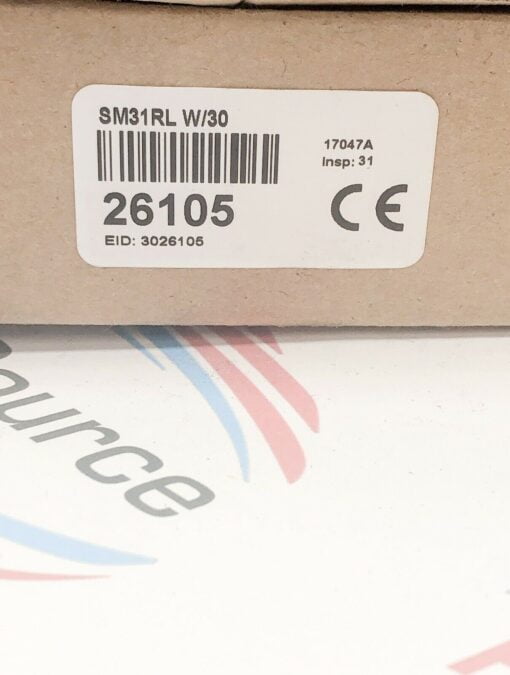 SM31RL W/30
17047A
Insp: 31
26105
CE
EID: 3026105
ource